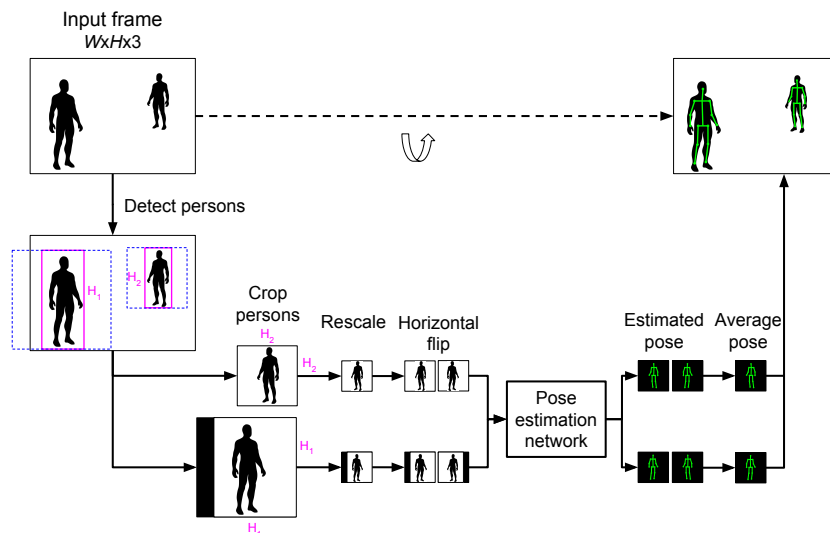 Input frame
WxHx3
Detect persons
H₁
H₂
Crop
persons
H₂
H₂
Rescale
Horizontal
flip
Estimated
pose
Average
pose
Pose
estimation
network
H₁
H₁